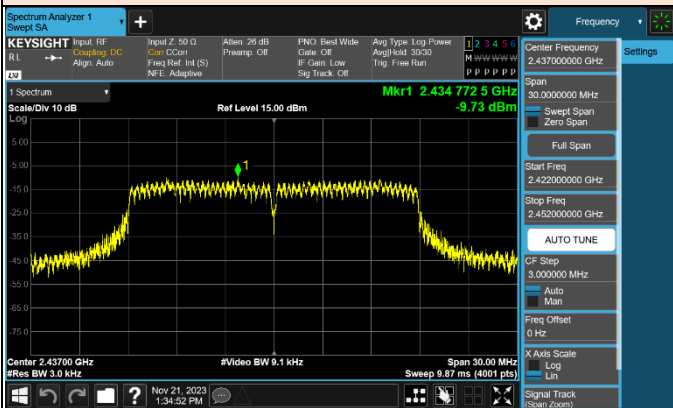 Spectrum Analyzer 1
Swept SA
+
Frequency
KEYSIGHT
R L
LXI
Input: RF
Coupling: DC
Align: Auto
Input Z: 50 Ω
Corr CCorr
Freq Ref: Int (S)
NFE: Adaptive
Atten: 26 dB
Preamp: Off
PNO: Best Wide
Gate: Off
IF Gain: Low
Sig Track: Off
Avg Type: Log-Power
Avg|Hold: 30/30
Trig: Free Run
1 2 3 4 5 6
M W W W W W
P P P P P P
1 Spectrum
Scale/Div 10 dB
Log
Ref Level 15.00 dBm
Mkr1 2.434 772 5 GHz
-9.73 dBm
5.00
-5.00
-15.0
-25.0
-35.0
-45.0
-55.0
-65.0
-75.0
1
Center 2.43700 GHz
#Res BW 3.0 kHz
#Video BW 9.1 kHz
Span 30.00 MHz
Sweep 9.87 ms (4001 pts)
Nov 21, 2023
1:34:52 PM
?
Center Frequency
2.437000000 GHz
Span
30.0000000 MHz
Swept Span
Zero Span
Full Span
Start Freq
2.422000000 GHz
Stop Freq
2.452000000 GHz
AUTO TUNE
CF Step
3.000000 MHz
Auto
Man
Freq Offset
0 Hz
X Axis Scale
Log
Lin
Signal Track
(Span Zoom)
Settings